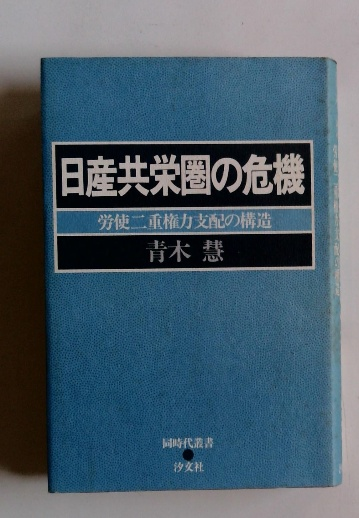 日産共栄圏の危機
労使二重権力支配の構造
青木 慧
同時代叢書
汐文社